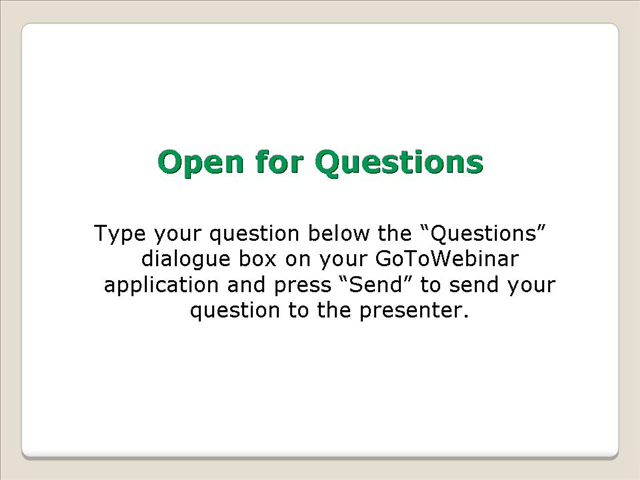 Open for Questions
Type your question below the “Questions”
dialogue box on your GoToWebinar
application and press “Send” to send your
question to the presenter.